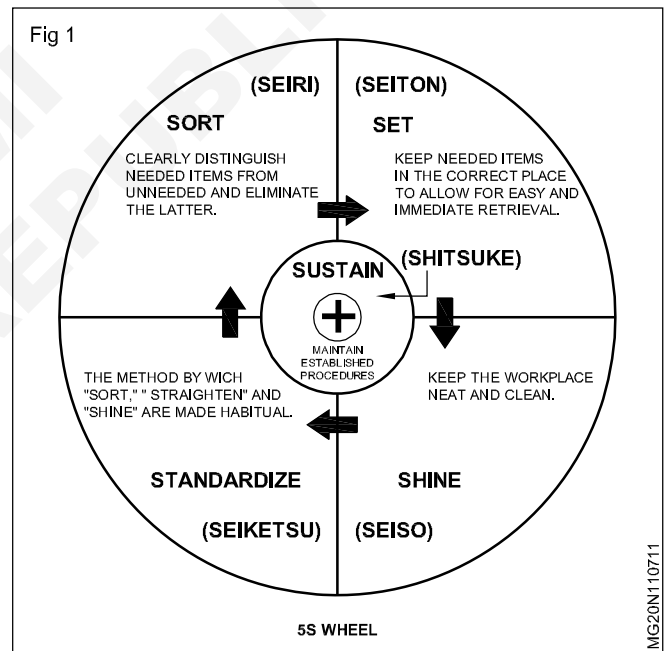 Fig 1
(SEIRI)
SORT
CLEARLY DISTINGUISH
NEEDED ITEMS FROM
UNNEEDED AND ELIMINATE
THE LATTER.
(SEITON)
SET
KEEP NEEDED ITEMS
IN THE CORRECT PLACE
TO ALLOW FOR EASY AND
IMMEDIATE RETRIEVAL.
SUSTAIN
(SHITSUKE)
MAINTAIN
ESTABLISHED
PROCEDURES
THE METHOD BY WICH
"SORT," " STRAIGHTEN" AND
"SHINE" ARE MADE HABITUAL.
STANDARDIZE
(SEIKETSU)
KEEP THE WORKPLACE
NEAT AND CLEAN.
SHINE
(SEISO)
5S WHEEL
MG20N110711